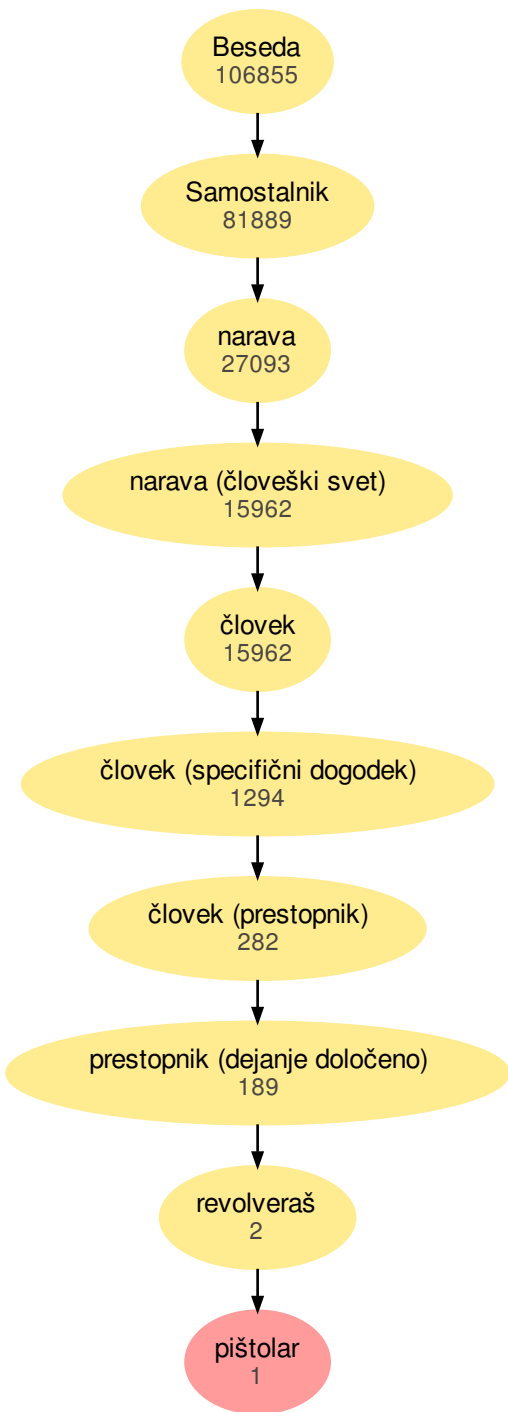 Beseda
106855
Samostalnik
81889
narava
27093
narava (človeški svet)
15962
človek
15962
človek (specifični dogodek)
1294
človek (prestopnik)
282
prestopnik (dejanje določeno)
189
revolveraš
2
pištolar
1